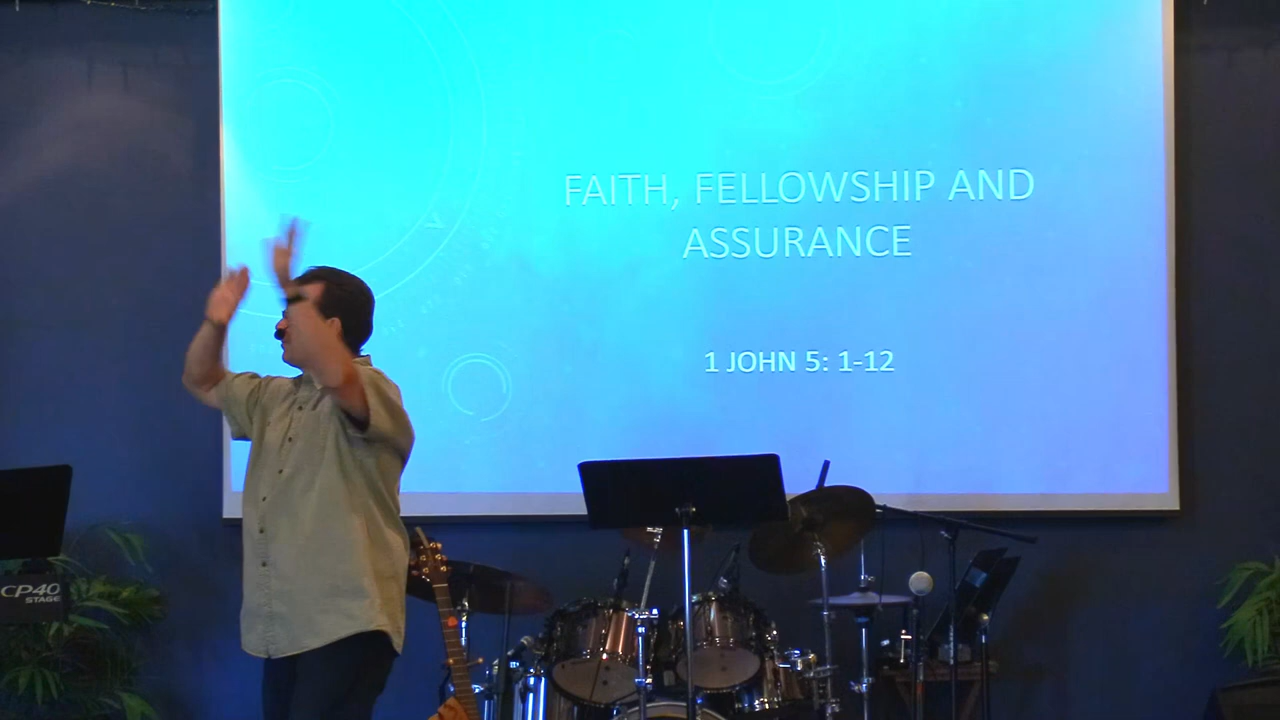 FAITH, FELLOWSHIP AND
ASSURANCE
1 JOHN 5: 1-12
CP40
STAGE